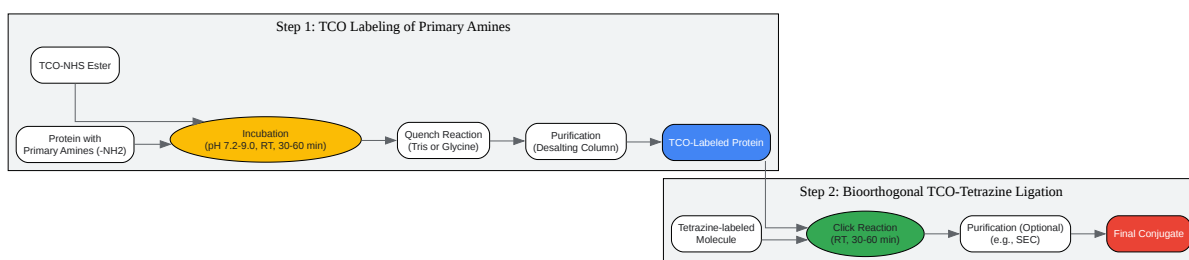 Step 1: TCO Labeling of Primary Amines
TCO-NHS Ester
Protein with
Primary Amines (-NH2)
Incubation
(pH 7.2-9.0, RT, 30-60 min)
Quench Reaction
(Tris or Glycine)
Purification
(Desalting Column)
TCO-Labeled Protein
Step 2: Bioorthogonal TCO-Tetrazine Ligation
Tetrazine-labeled
Molecule
Click Reaction
(RT, 30-60 min)
Purification (Optional)
(e.g., SEC)
Final Conjugate